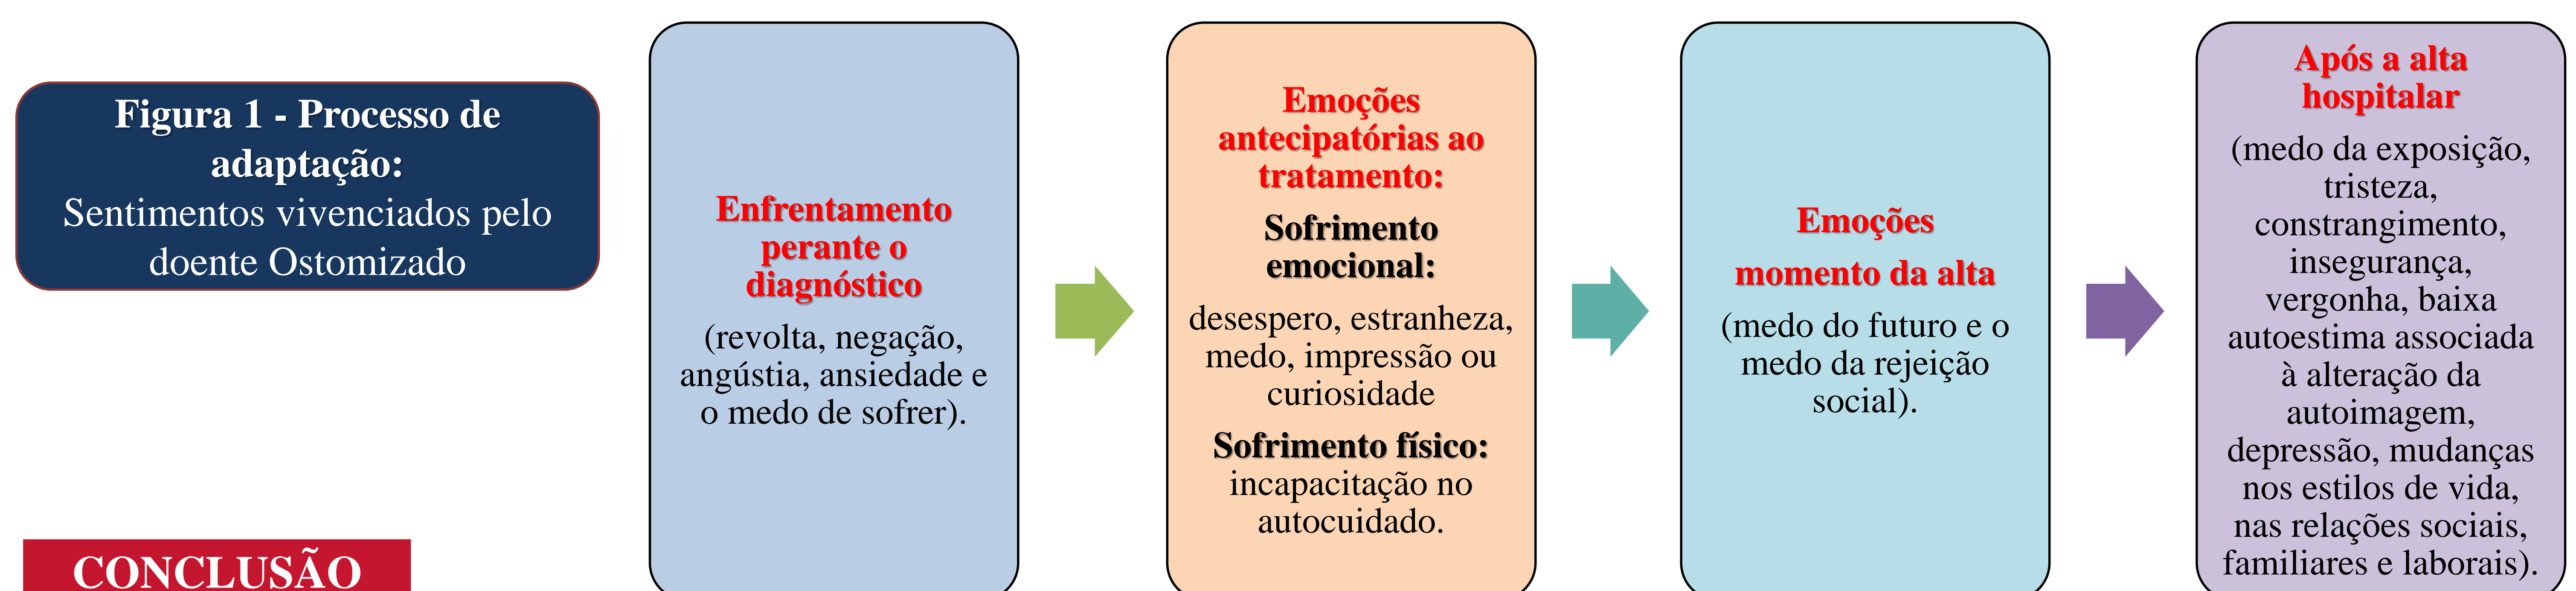 Figura 1 - Processo de
adaptação:
Sentimentos vivenciados pelo
doente Ostomizado
Enfrentamento
perante o
diagnóstico
(revolta, negação,
angústia, ansiedade e
o medo de sofrer).
Emoções
antecipatórias ao
tratamento:
Sofrimento
emocional:
desespero, estranheza,
medo, impressão ou
curiosidade
Sofrimento físico:
incapacitação no
autocuidado.
Emoções
momento da alta
(medo do futuro e o
medo da rejeição
social).
Após a alta
hospitalar
(medo da exposição,
tristeza,
constrangimento,
insegurança,
vergonha, baixa
autoestima associada
à alteração da
autoimagem,
depressão, mudanças
nos estilos de vida,
nas relações sociais,
familiares e laborais).
CONCLUSÃO